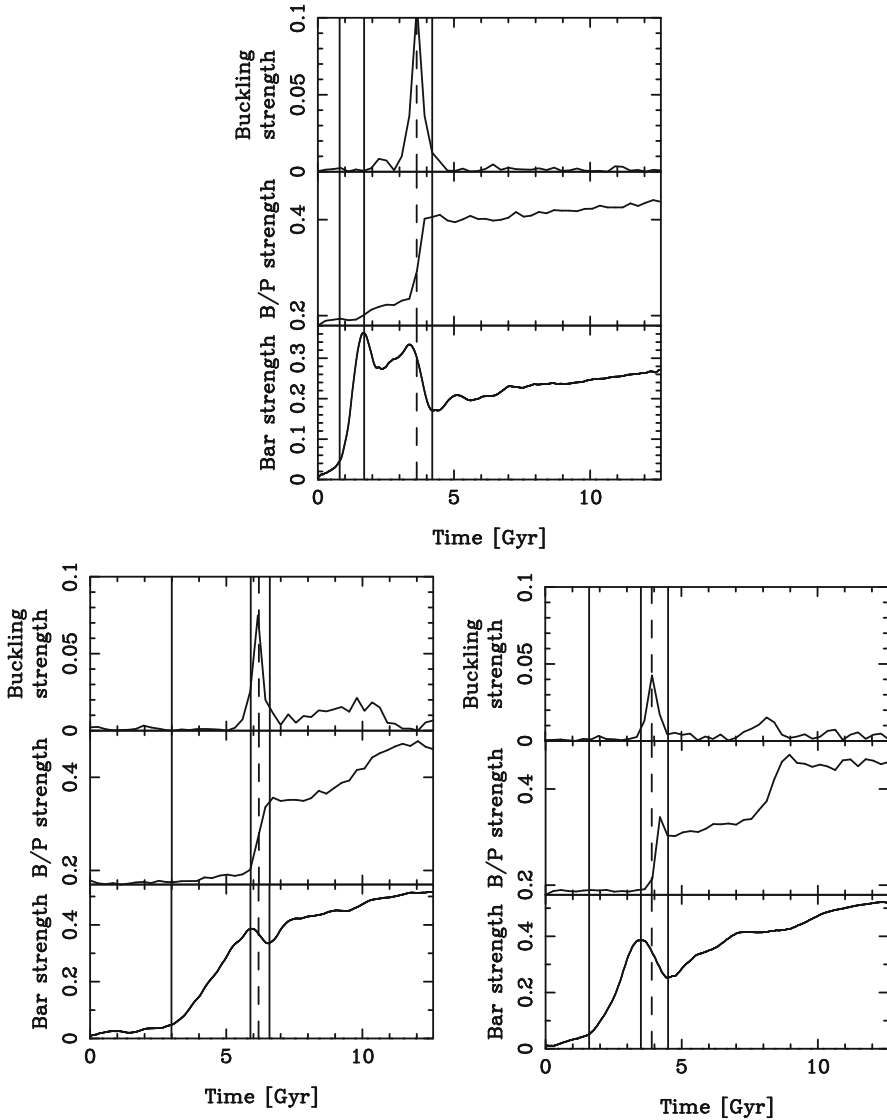 Buckling
strength
0 0.05 0.1
B/P strength
0.2 0.4
Bar strength
0 0.1 0.2 0.3
0 5 10
Time [Gyr]
Buckling
strength
0 0.05 0.1
B/P strength
0.2 0.4
Bar strength
0 0.2 0.4
0 5 10
Time [Gyr]
Buckling
strength
0 0.05 0.1
B/P strength
0.2 0.4
Bar strength
0 0.2 0.4
0 5 10
Time [Gyr]